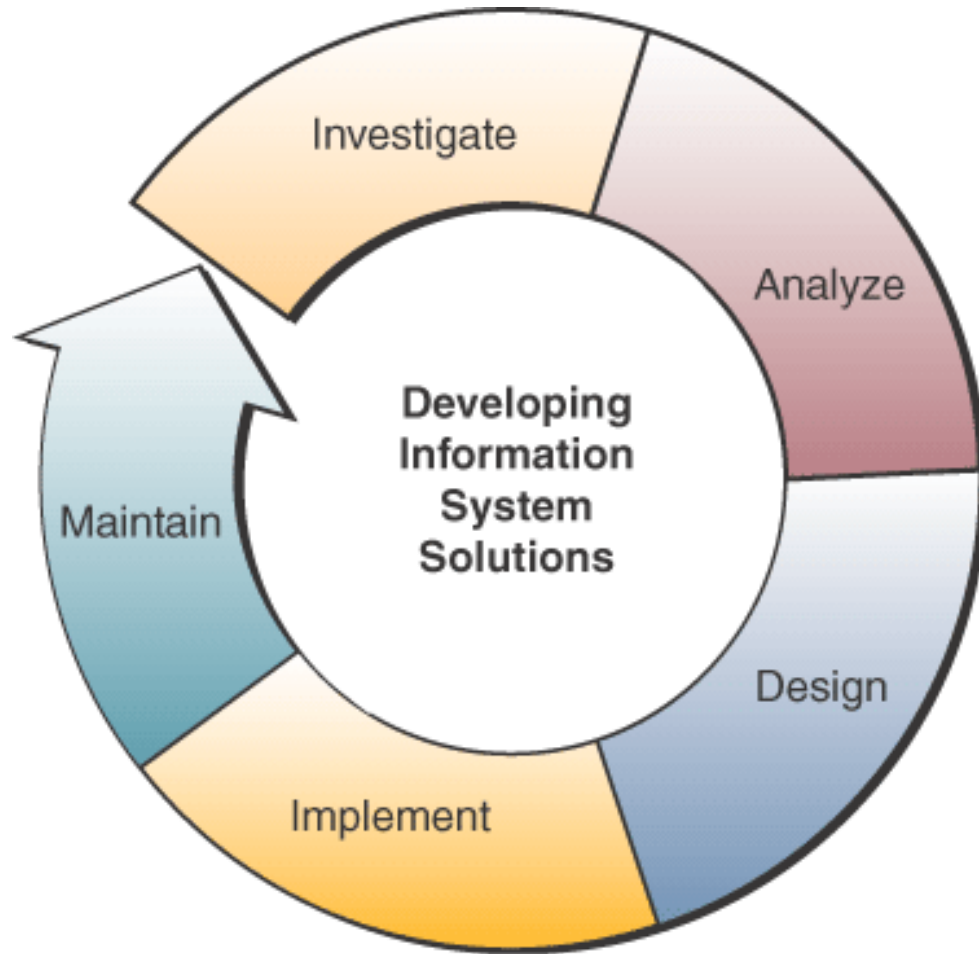 Investigate
Analyze
Developing
Information
System
Solutions
Maintain
Design
Implement